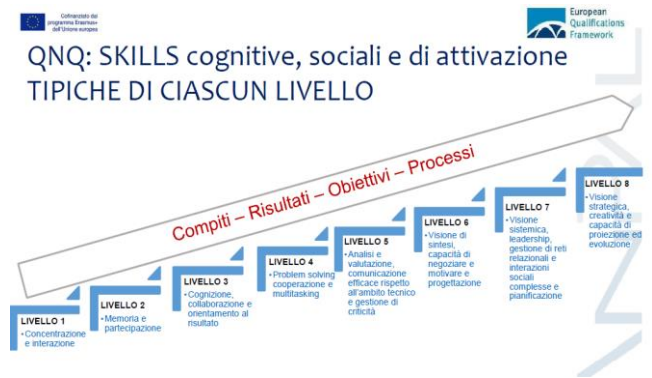 Cofinanziato dal
programma Erasmus+
dell'Unione europea
European
Qualifications
Framework
QNQ: SKILLS cognitive, sociali e di attivazione
TIPICHE DI CIASCUN LIVELLO
Compiti – Risultati – Obiettivi – Processi
LIVELLO 1
•Concentrazione
e interazione
LIVELLO 2
•Memoria e
partecipazione
LIVELLO 3
•Cognizione,
collaborazione e
orientamento al
risultato
LIVELLO 4
•Problem solving
cooperazione e
multitasking
LIVELLO 5
•Analisi e
valutazione,
comunicazione
efficace rispetto
all'ambito tecnico
e gestione di
criticità
LIVELLO 6
•Visione di
sintesi,
capacità di
negoziare e
motivare e
progettazione
LIVELLO 7
•Visione
sistemica,
leadership,
gestione di reti
relazionali e
interazioni
sociali
complesse e
pianificazione
LIVELLO 8
•Visione
strategica,
creatività e
capacità di
proiezione ed
evoluzione